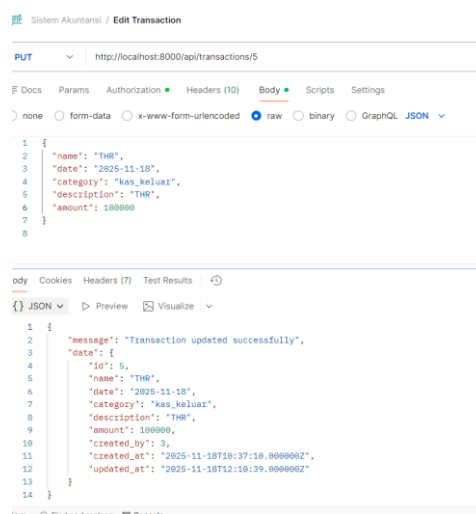 Sistem Akuntansi / Edit Transaction
PUT http://localhost:8000/api/transactions/5
Docs Params Authorization Headers (10) Body Scripts Settings
none form-data x-www-form-urlencoded raw binary GraphQL JSON
1 {
2 "name": "THR",
3 "date": "2025-11-18",
4 "category": "kas_keluar",
5 "description": "THR",
6 "amount": 100000
7 }
8
ody Cookies Headers (7) Test Results
{} JSON Preview Visualize
1 {
2 "message": "Transaction updated successfully",
3 "data": {
4 "id": 5,
5 "name": "THR",
6 "date": "2025-11-18",
7 "category": "kas_keluar",
8 "description": "THR",
9 "amount": 100000,
10 "created_by": 3,
11 "created_at": "2025-11-18T10:37:10.000000Z",
12 "updated_at": "2025-11-18T12:10:39.000000Z"
13 }
14 }